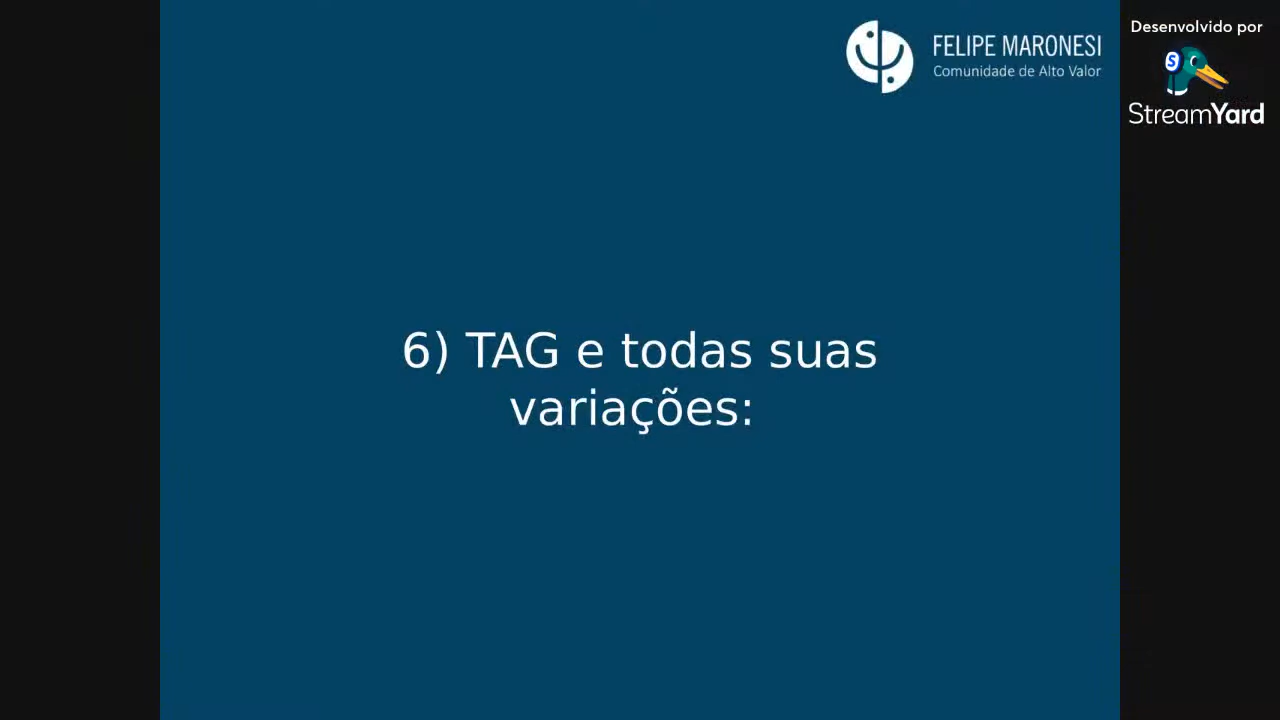 FELIPE MARONESI
Comunidade de Alto Valor
Desenvolvido por
S
StreamYard
6) TAG e todas suas
variações: